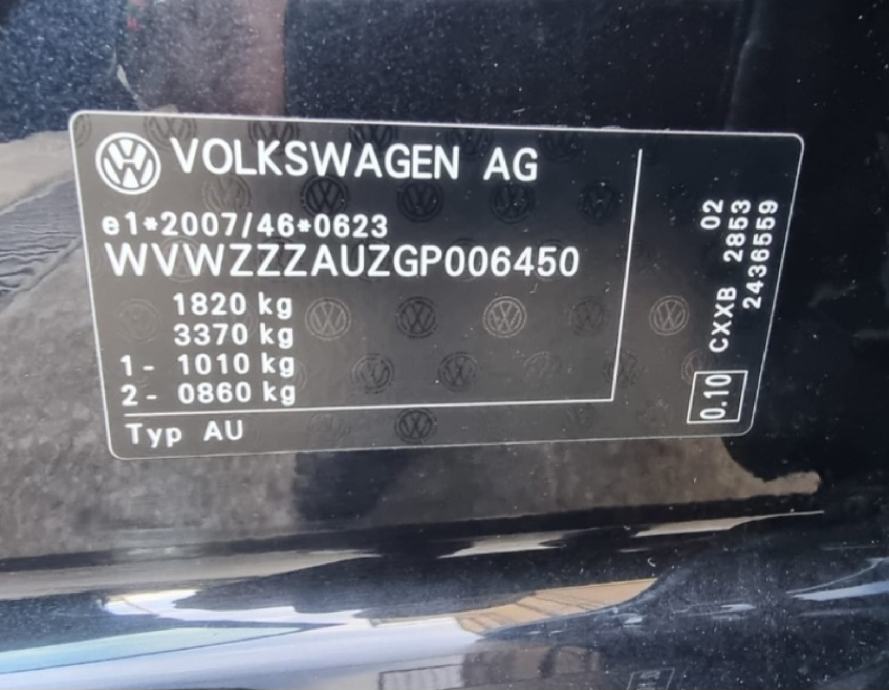 VOLKSWAGEN AG
e1*2007/46*0623
WVWZZZAUZGP006450
1820 kg
3370 kg
1 - 1010 kg
2 - 0860 kg
Typ AU
02
CXXB 2853
2436559
0.10